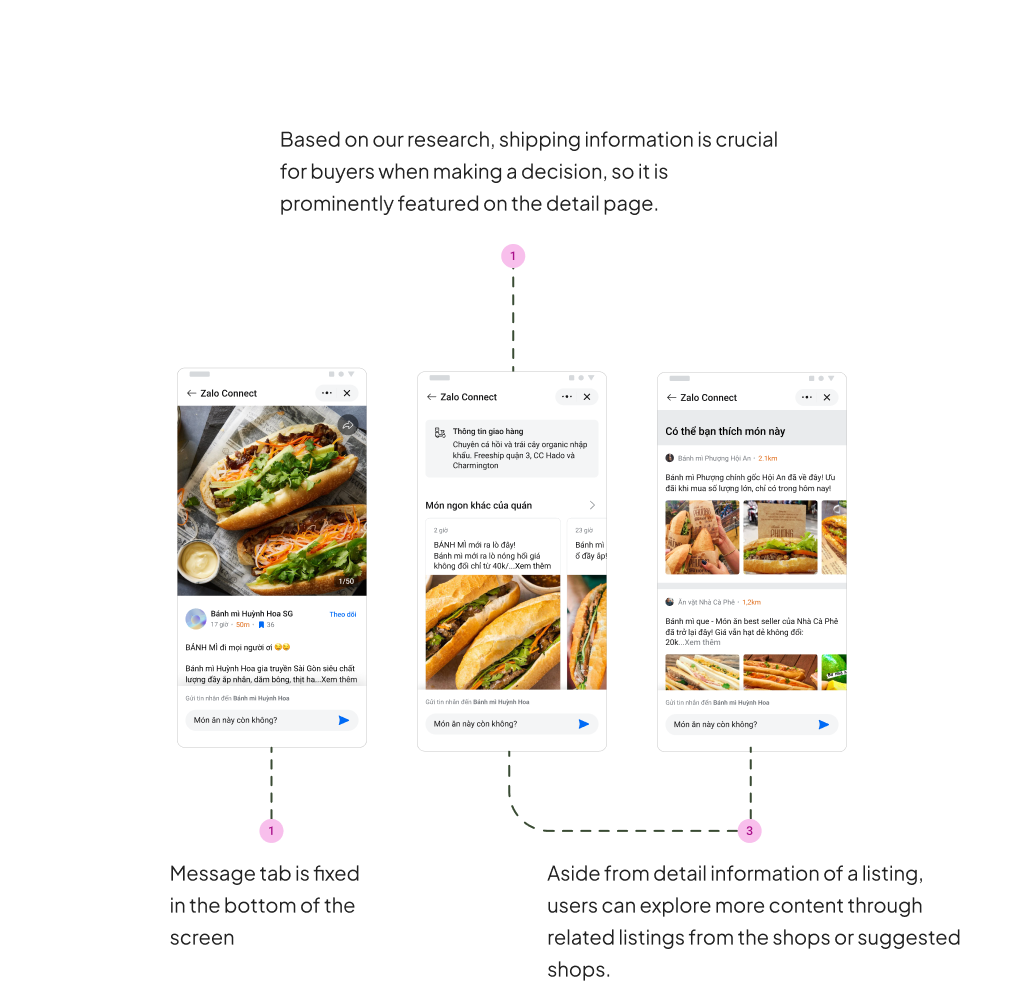 Based on our research, shipping information is crucial
for buyers when making a decision, so it is
prominently featured on the detail page.
1
Zalo Connect
1/50
Bánh mì Huỳnh Hoa SG
Theo dõi
17 giờ • 50m • 36
BÁNH MÌ đi mọi người ơi 😋😋
Bánh mì Huỳnh Hoa gia truyền Sài Gòn siêu chất
lượng đầy ắp nhân, dăm bông, thịt ha...Xem thêm
Gửi tin nhắn đến Bánh mì Huỳnh Hoa
Món ăn này còn không?
Zalo Connect
Thông tin giao hàng
Chuyên cá hồi và trái cây organic nhập
khẩu. Freeship quận 3, CC Hado và
Charmington
Món ngon khác của quán
2 giờ
BÁNH MÌ mới ra lò đây!
Bánh mì mới ra lò nóng hổi giá
không đổi chỉ từ 40k/...Xem thêm
23 giờ
Bánh mì
ổ đầy ắp!
Gửi tin nhắn đến Bánh mì Huỳnh Hoa
Món ăn này còn không?
Zalo Connect
Có thể bạn thích món này
Bánh mì Phượng Hội An • 2.1km
Bánh mì Phượng chính gốc Hội An đã về đây! Ưu
đãi khi mua số lượng lớn, chỉ có trong hôm nay!
PHƯỢNG
Ăn vặt Nhà Cà Phê • 1,2km
Bánh mì que - Món ăn best seller của Nhà Cà Phê
đã trở lại đây! Giá vẫn hạt dẻ không đổi:
20k...Xem thêm
Gửi tin nhắn đến Bánh mì Huỳnh Hoa
Món ăn này còn không?
1
Message tab is fixed
in the bottom of the
screen
3
Aside from detail information of a listing,
users can explore more content through
related listings from the shops or suggested
shops.